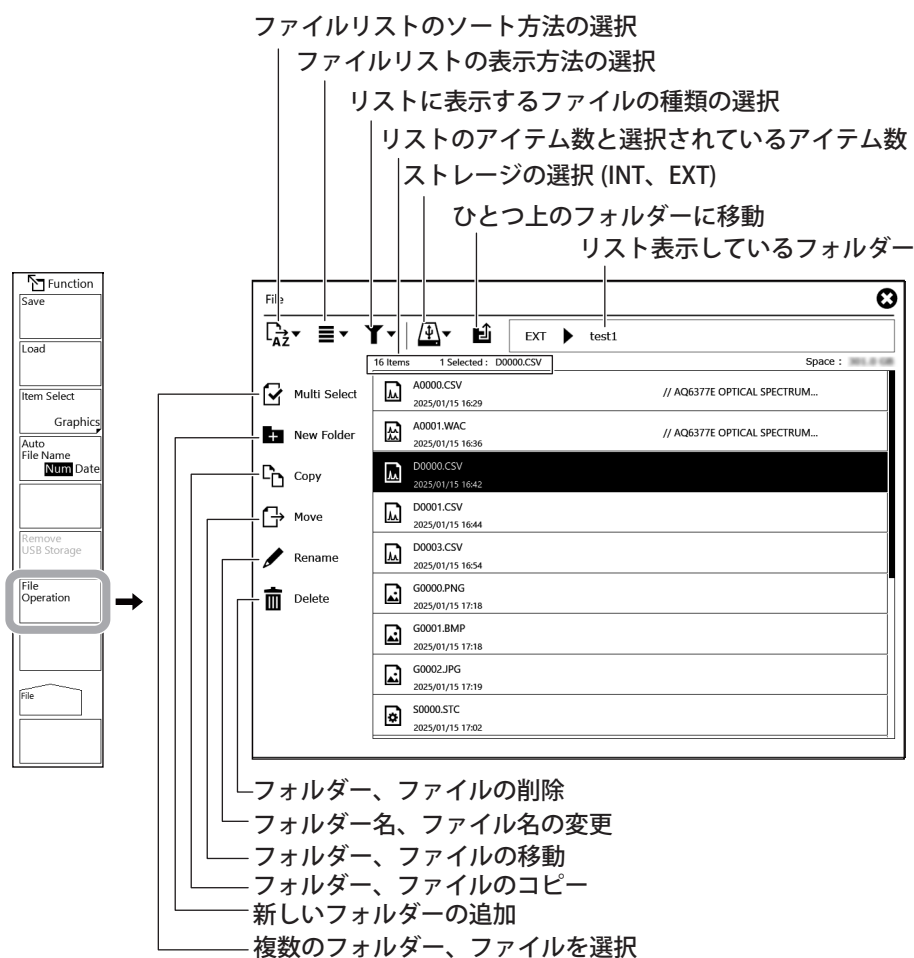 ファイルリストのソート方法の選択
ファイルリストの表示方法の選択
リストに表示するファイルの種類の選択
リストのアイテム数と選択されているアイテム数
ストレージの選択 (INT、EXT)
ひとつ上のフォルダーに移動
リスト表示しているフォルダー
Function
Save
Load
Item Select
Graphics
Auto
File Name
Num Date
Remove
USB Storage
File
Operation
File
File
AZ
EXT test1
16 Items 1 Selected : D0000.CSV
Space :
Multi Select
New Folder
Copy
Move
Rename
Delete
A0000.CSV
2025/01/15 16:29
// AQ6377E OPTICAL SPECTRUM...
A0001.WAC
2025/01/15 16:36
// AQ6377E OPTICAL SPECTRUM...
D0000.CSV
2025/01/15 16:42
D0001.CSV
2025/01/15 16:44
D0003.CSV
2025/01/15 16:54
G0000.PNG
2025/01/15 17:18
G0001.BMP
2025/01/15 17:18
G0002.JPG
2025/01/15 17:19
S0000.STC
2025/01/15 17:02
フォルダー、ファイルの削除
フォルダー名、ファイル名の変更
フォルダー、ファイルの移動
フォルダー、ファイルのコピー
新しいフォルダーの追加
複数のフォルダー、ファイルを選択